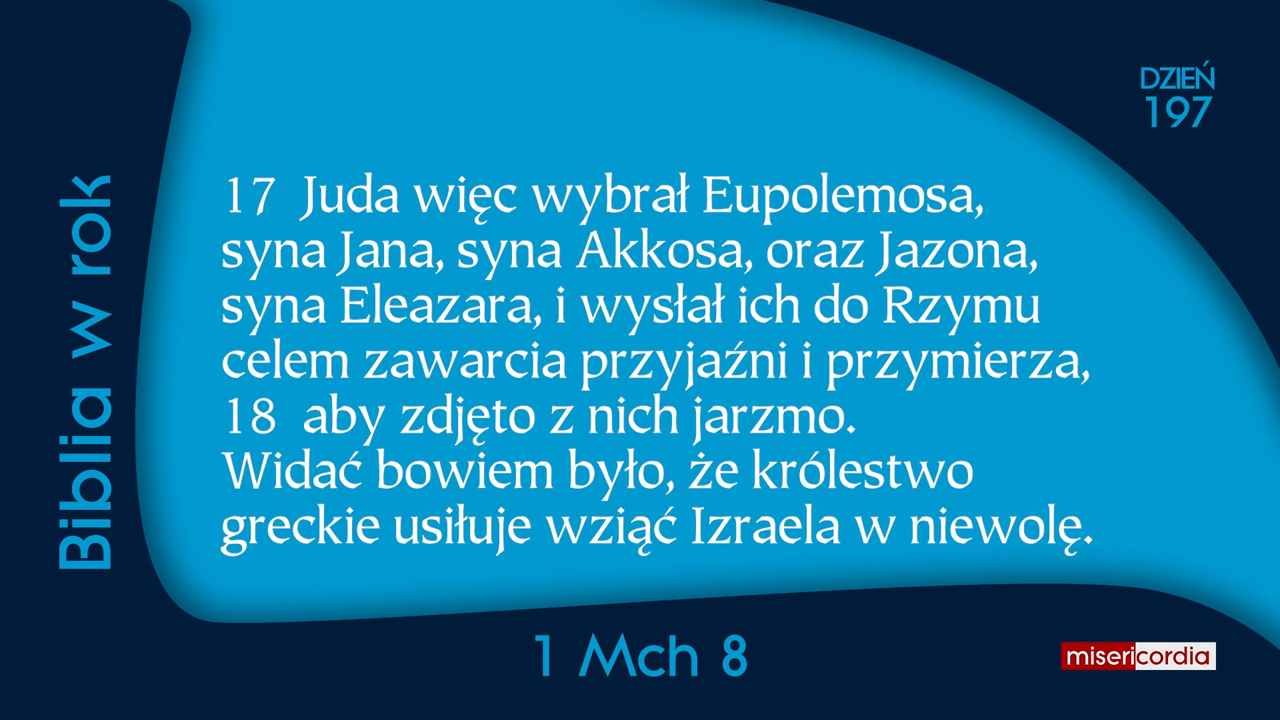 DZIEŃ
197
Biblia w rok
17 Juda więc wybrał Eupolemosa,
syna Jana, syna Akkosa, oraz Jazona,
syna Eleazara, i wysłał ich do Rzymu
celem zawarcia przyjaźni i przymierza,
18 aby zdjęto z nich jarzmo.
Widać bowiem było, że królestwo
greckie usiłuje wziąć Izraela w niewolę.
1 Mch 8
misericordia